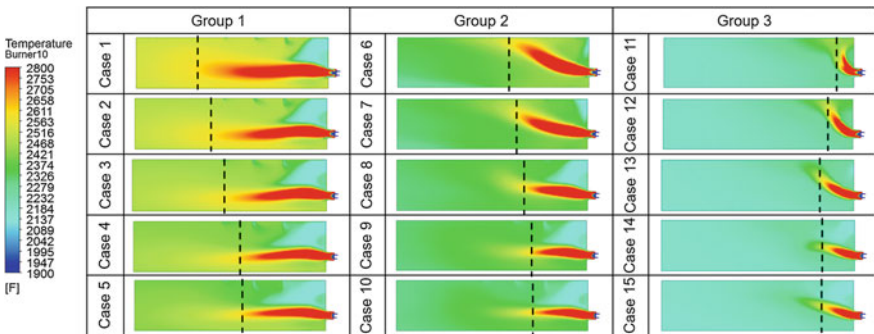 Group 1 Group 2 Group 3
Temperature
Burner10
2800
2753
2705
2658
2611
2563
2516
2468
2421
2374
2326
2279
2232
2184
2137
2089
2042
1995
1947
1900
[F]
Case 1
Case 2
Case 3
Case 4
Case 5
Case 6
Case 7
Case 8
Case 9
Case 10
Case 11
Case 12
Case 13
Case 14
Case 15